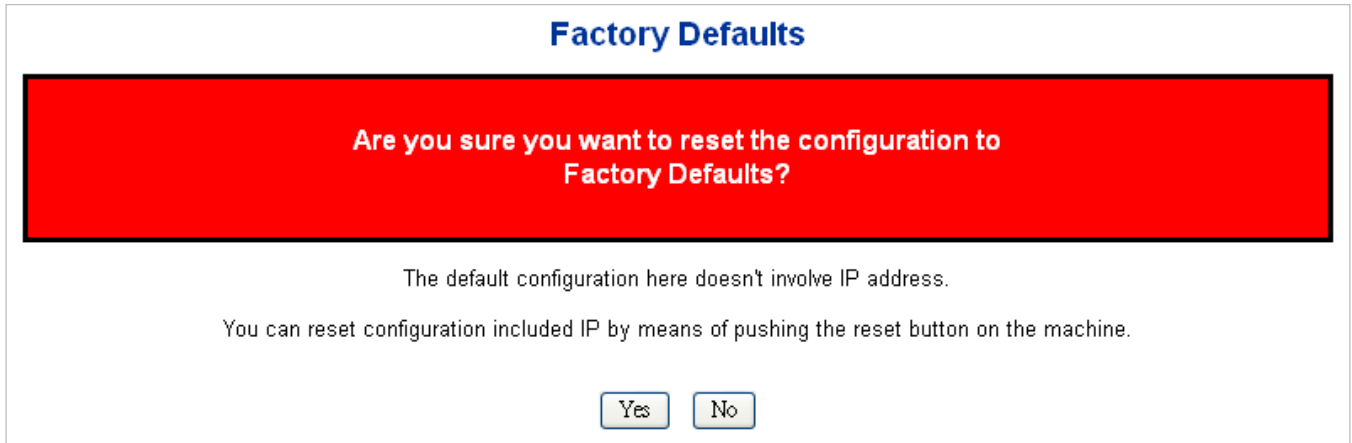 Factory Defaults
Are you sure you want to reset the configuration to
Factory Defaults?
The default configuration here doesn't involve IP address.
You can reset configuration included IP by means of pushing the reset button on the machine.
Yes No